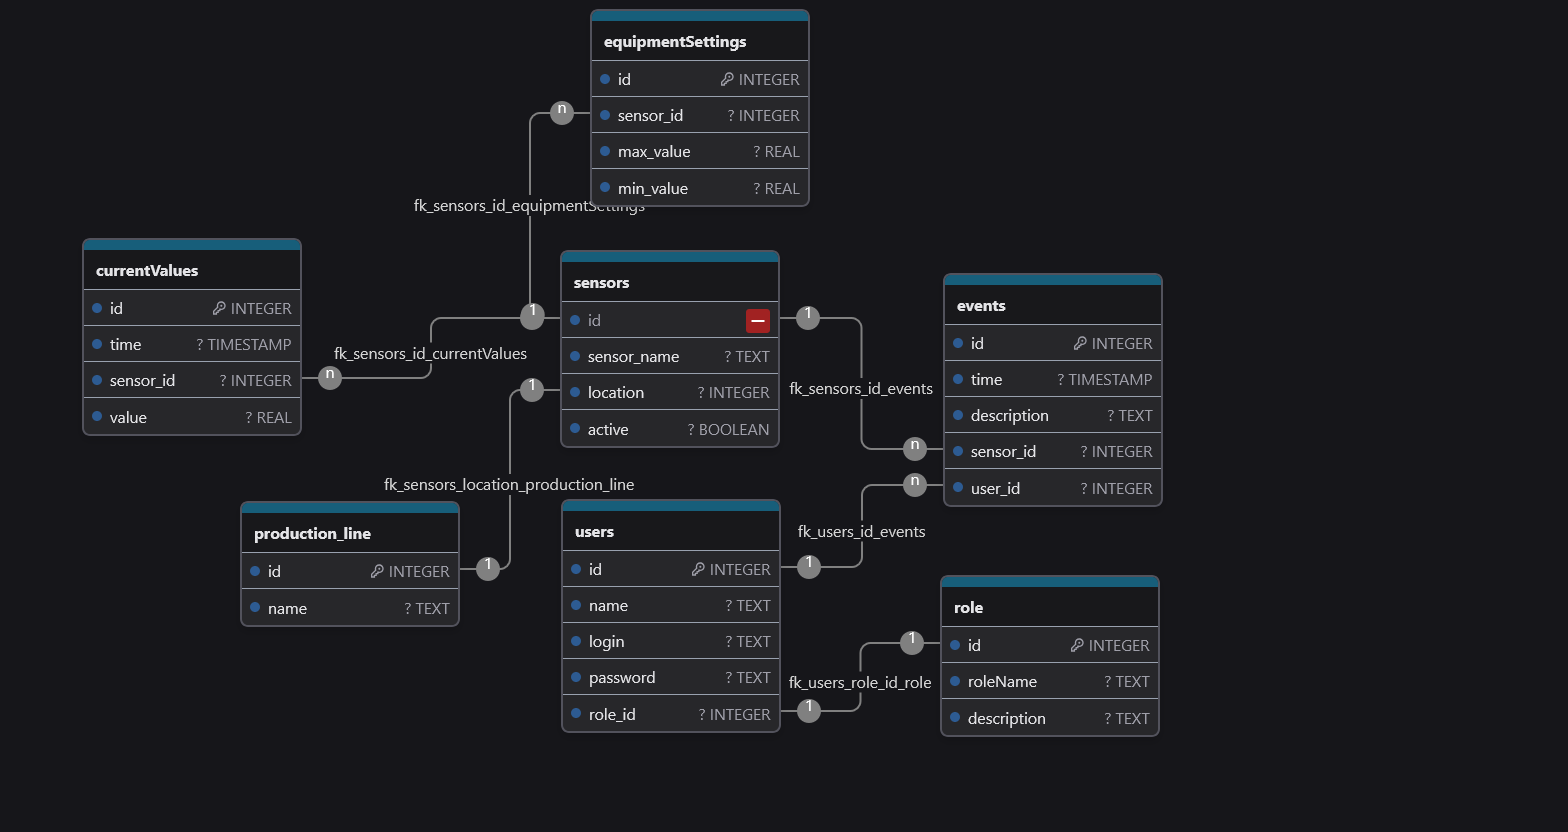 equipmentSettings
id INTEGER
sensor_id ? INTEGER
max_value ? REAL
min_value ? REAL
n
fk_sensors_id_equipmentSettings
currentValues
id INTEGER
time ? TIMESTAMP
sensor_id ? INTEGER
value ? REAL
n
fk_sensors_id_currentValues
1
sensors
id
sensor_name ? TEXT
location ? INTEGER
active ? BOOLEAN
1
1
fk_sensors_id_events
n
events
id INTEGER
time ? TIMESTAMP
description ? TEXT
sensor_id ? INTEGER
user_id ? INTEGER
n
fk_sensors_location_production_line
production_line
id INTEGER
name ? TEXT
1
users
id INTEGER
name ? TEXT
login ? TEXT
password ? TEXT
role_id ? INTEGER
fk_users_id_events
1
role
id INTEGER
roleName ? TEXT
description ? TEXT
1
fk_users_role_id_role
1